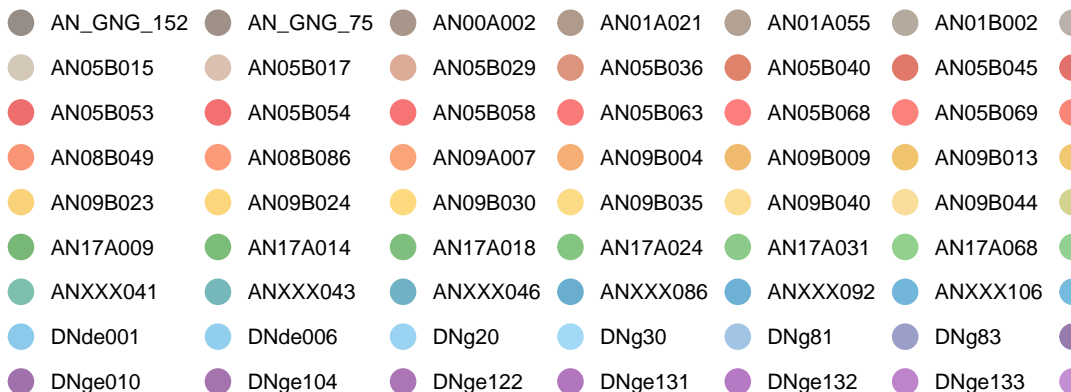 AN_GNG_152 AN_GNG_75 AN00A002 AN01A021 AN01A055 AN01B002
AN05B015 AN05B017 AN05B029 AN05B036 AN05B040 AN05B045
AN05B053 AN05B054 AN05B058 AN05B063 AN05B068 AN05B069
AN08B049 AN08B086 AN09A007 AN09B004 AN09B009 AN09B013
AN09B023 AN09B024 AN09B030 AN09B035 AN09B040 AN09B044
AN17A009 AN17A014 AN17A018 AN17A024 AN17A031 AN17A068
ANXXX041 ANXXX043 ANXXX046 ANXXX086 ANXXX092 ANXXX106
DNde001 DNde006 DNg20 DNg30 DNg81 DNg83
DNge010 DNge104 DNge122 DNge131 DNge132 DNge133